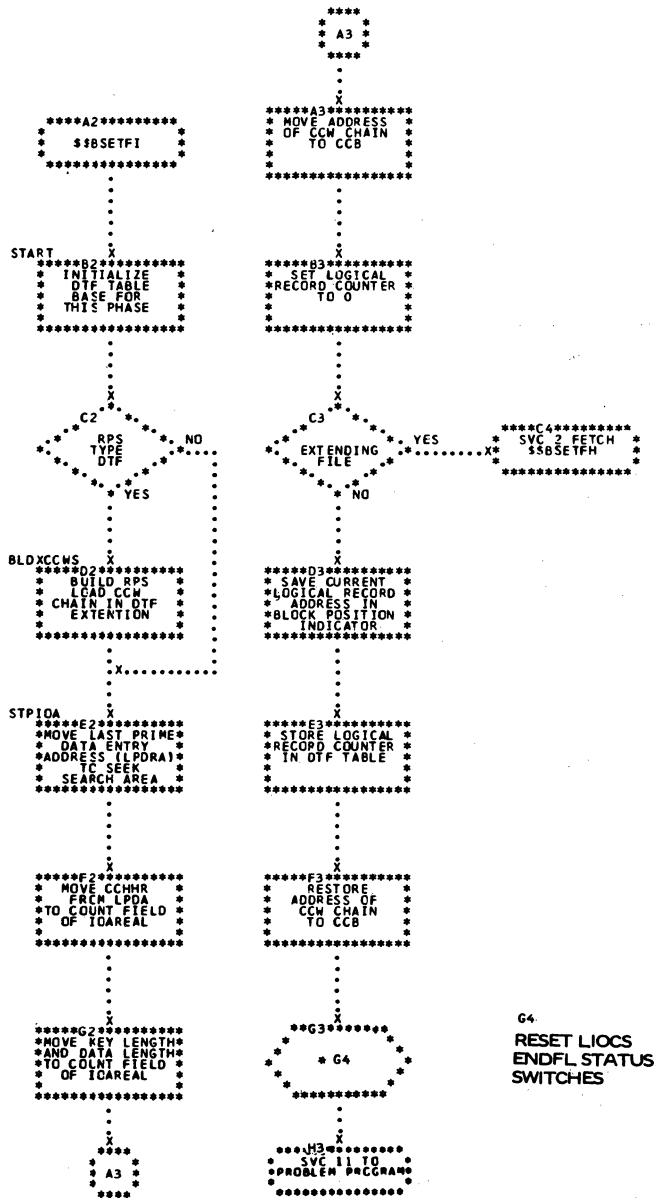 A2
$$BSETFI
START
B2
INITIALIZE
DTF TABLE
BASE FOR
THIS PHASE
C2
RPS
TYPE
DTF
NO
YES
BLDXCCWS
D2
BUILD RPS
LOAD CCW
CHAIN IN DTF
EXTENTION
STPIOA
E2
MOVE LAST PRIME
DATA ENTRY
ADDRESS (LPDRA)
TC SEEK
SEARCH AREA
F2
MOVE CCHHR
FRCM LPDA
TO COUNT FIELD
OF IOAREAL
G2
MOVE KEY LENGTH
AND DATA LENGTH
TO COLNT FIELD
OF ICAREAL
A3
A3
A3
MOVE ADDRESS
OF CCW CHAIN
TO CCB
B3
SET LOGICAL
RECORD COUNTER
TO 0
C3
EXTENDING
FILE
YES
NO
C4
SVC 2 FETCH
$$BSETFH
D3
SAVE CURRENT
LOGICAL RECORD
ADDRESS IN
BLOCK POSITION
INDICATOR
E3
STORE LOGICAL
RECORD COUNTER
IN DTF TABLE
F3
RESTORE
ADDRESS OF
CCW CHAIN
TO CCB
G3
* G4
G4
RESET LIOCS
ENDFL STATUS
SWITCHES
H3
SVC 11 TO
PROBLEM PRCGRAM